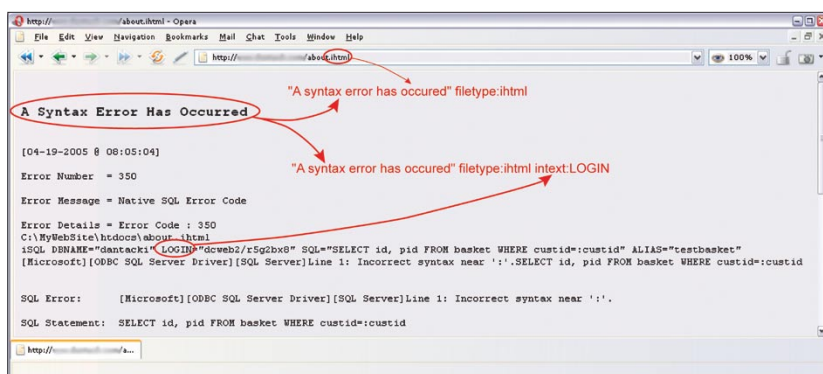 http:// /about.ihtml - Opera
File Edit View Navigation Bookmarks Mail Chat Tools Window Help
http:// /about.ihtml 100%
"A syntax error has occured" filetype:ihtml
A Syntax Error Has Occurred
[04-19-2005 @ 08:05:04]
"A syntax error has occured" filetype:ihtml intext:LOGIN
Error Number = 350
Error Message = Native SQL Error Code
Error Details = Error Code : 350
C:\MyWebSite\htdocs\about.ihtml
iSQL DBNAME="dantacki" LOGIN="dcweb2/r5g2bx8" SQL="SELECT id, pid FROM basket WHERE custid=:custid" ALIAS="testbasket"
[Microsoft][ODBC SQL Server Driver][SQL Server]Line 1: Incorrect syntax near ':'.SELECT id, pid FROM basket WHERE custid=:custid
SQL Error: [Microsoft][ODBC SQL Server Driver][SQL Server]Line 1: Incorrect syntax near ':'.
SQL Statement: SELECT id, pid FROM basket WHERE custid=:custid
http:// /a...